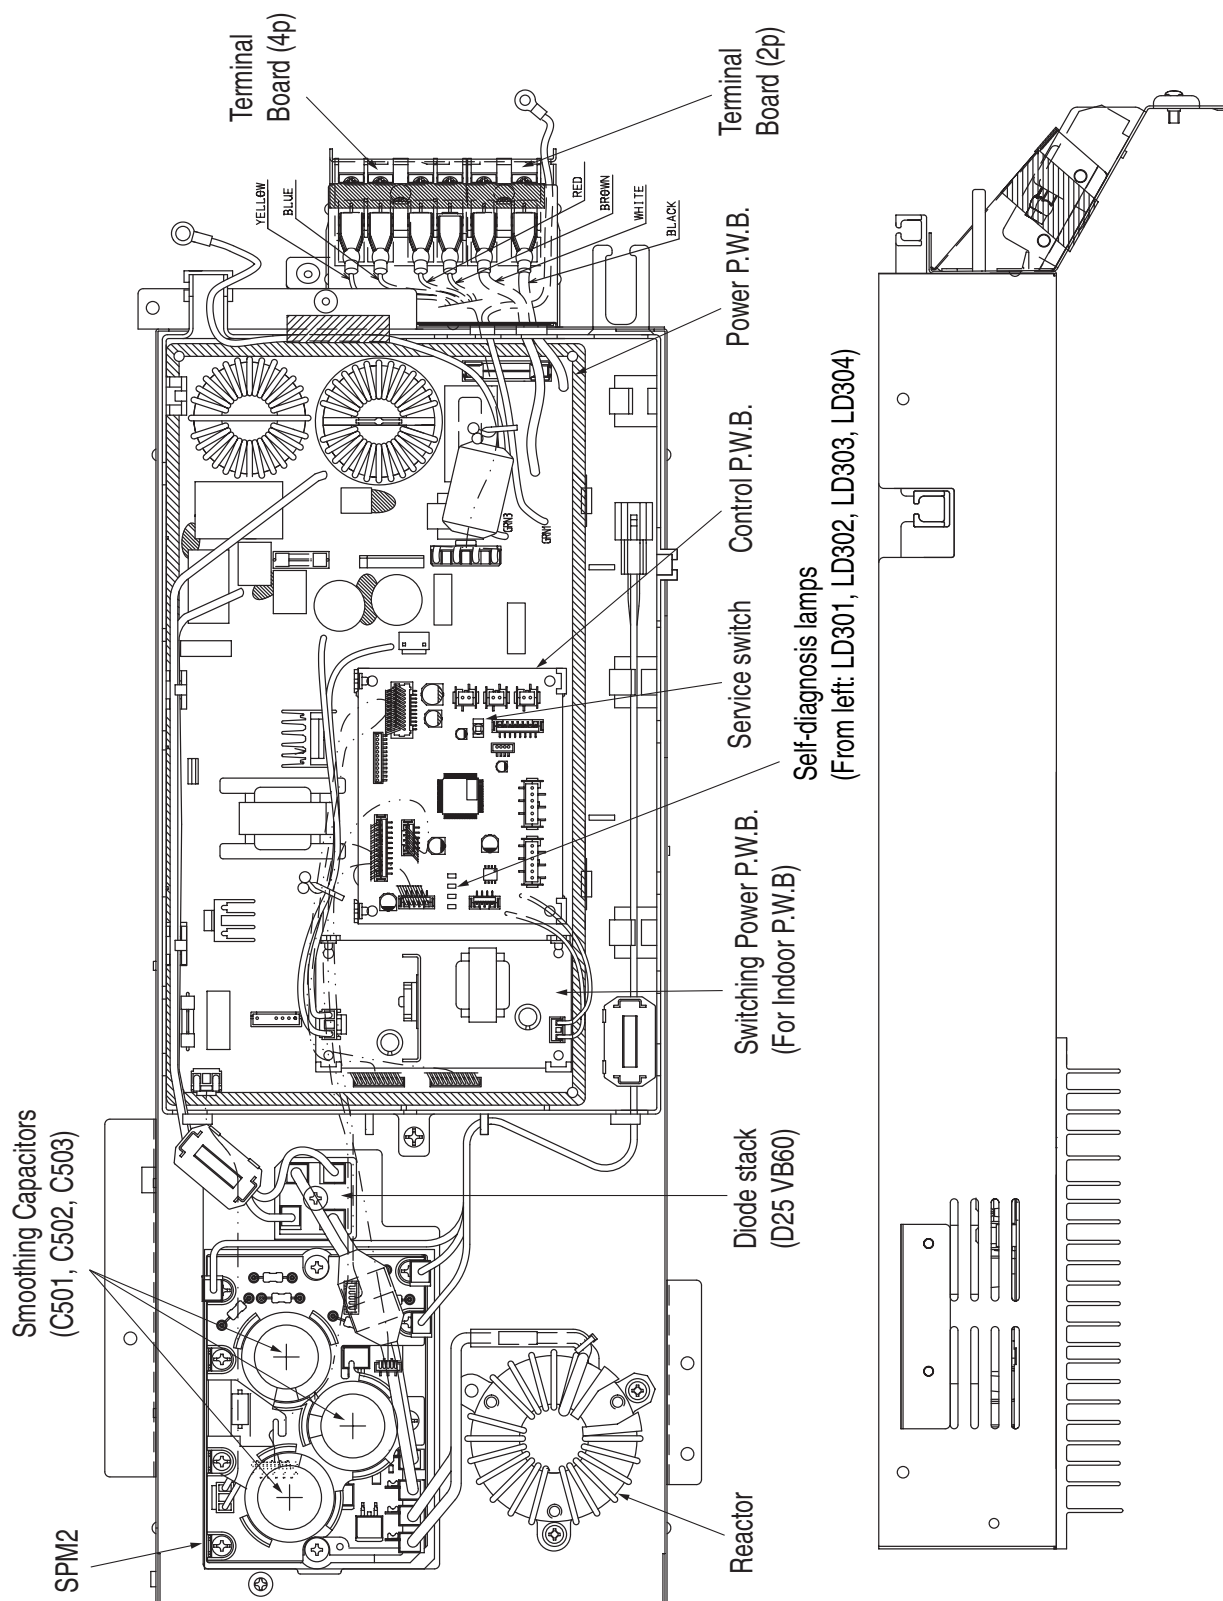 Smoothing Capacitors
(C501, C502, C503)
SPM2
Terminal
Board (4p)
Terminal
Board (2p)
YELLOW
BLUE
RED
BROWN
WHITE
BLACK
GRN3
GRN1
Reactor
Diode stack
(D25 VB60)
Switching Power P.W.B.
(For Indoor P.W.B)
Service switch
Control P.W.B.
Power P.W.B.
Self-diagnosis lamps
(From left: LD301, LD302, LD303, LD304)